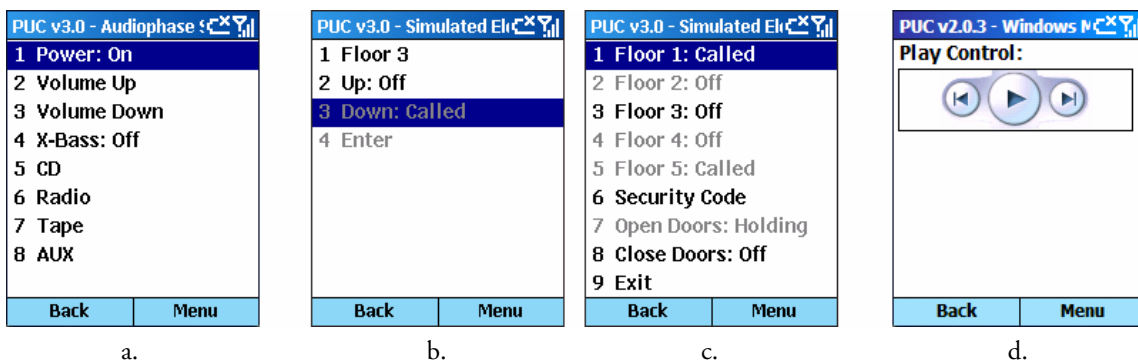 PUC v3.0 - Audiophase
1 Power: On
2 Volume Up
3 Volume Down
4 X-Bass: Off
5 CD
6 Radio
7 Tape
8 AUX
Back Menu
a.
PUC v3.0 - Simulated
1 Floor 3
2 Up: Off
3 Down: Called
4 Enter
Back Menu
b.
PUC v3.0 - Simulated
1 Floor 1: Called
2 Floor 2: Off
3 Floor 3: Off
4 Floor 4: Off
5 Floor 5: Called
6 Security Code
7 Open Doors: Holding
8 Close Doors: Off
9 Exit
Back Menu
c.
PUC v2.0.3 - Windows
Play Control:
Back Menu
d.